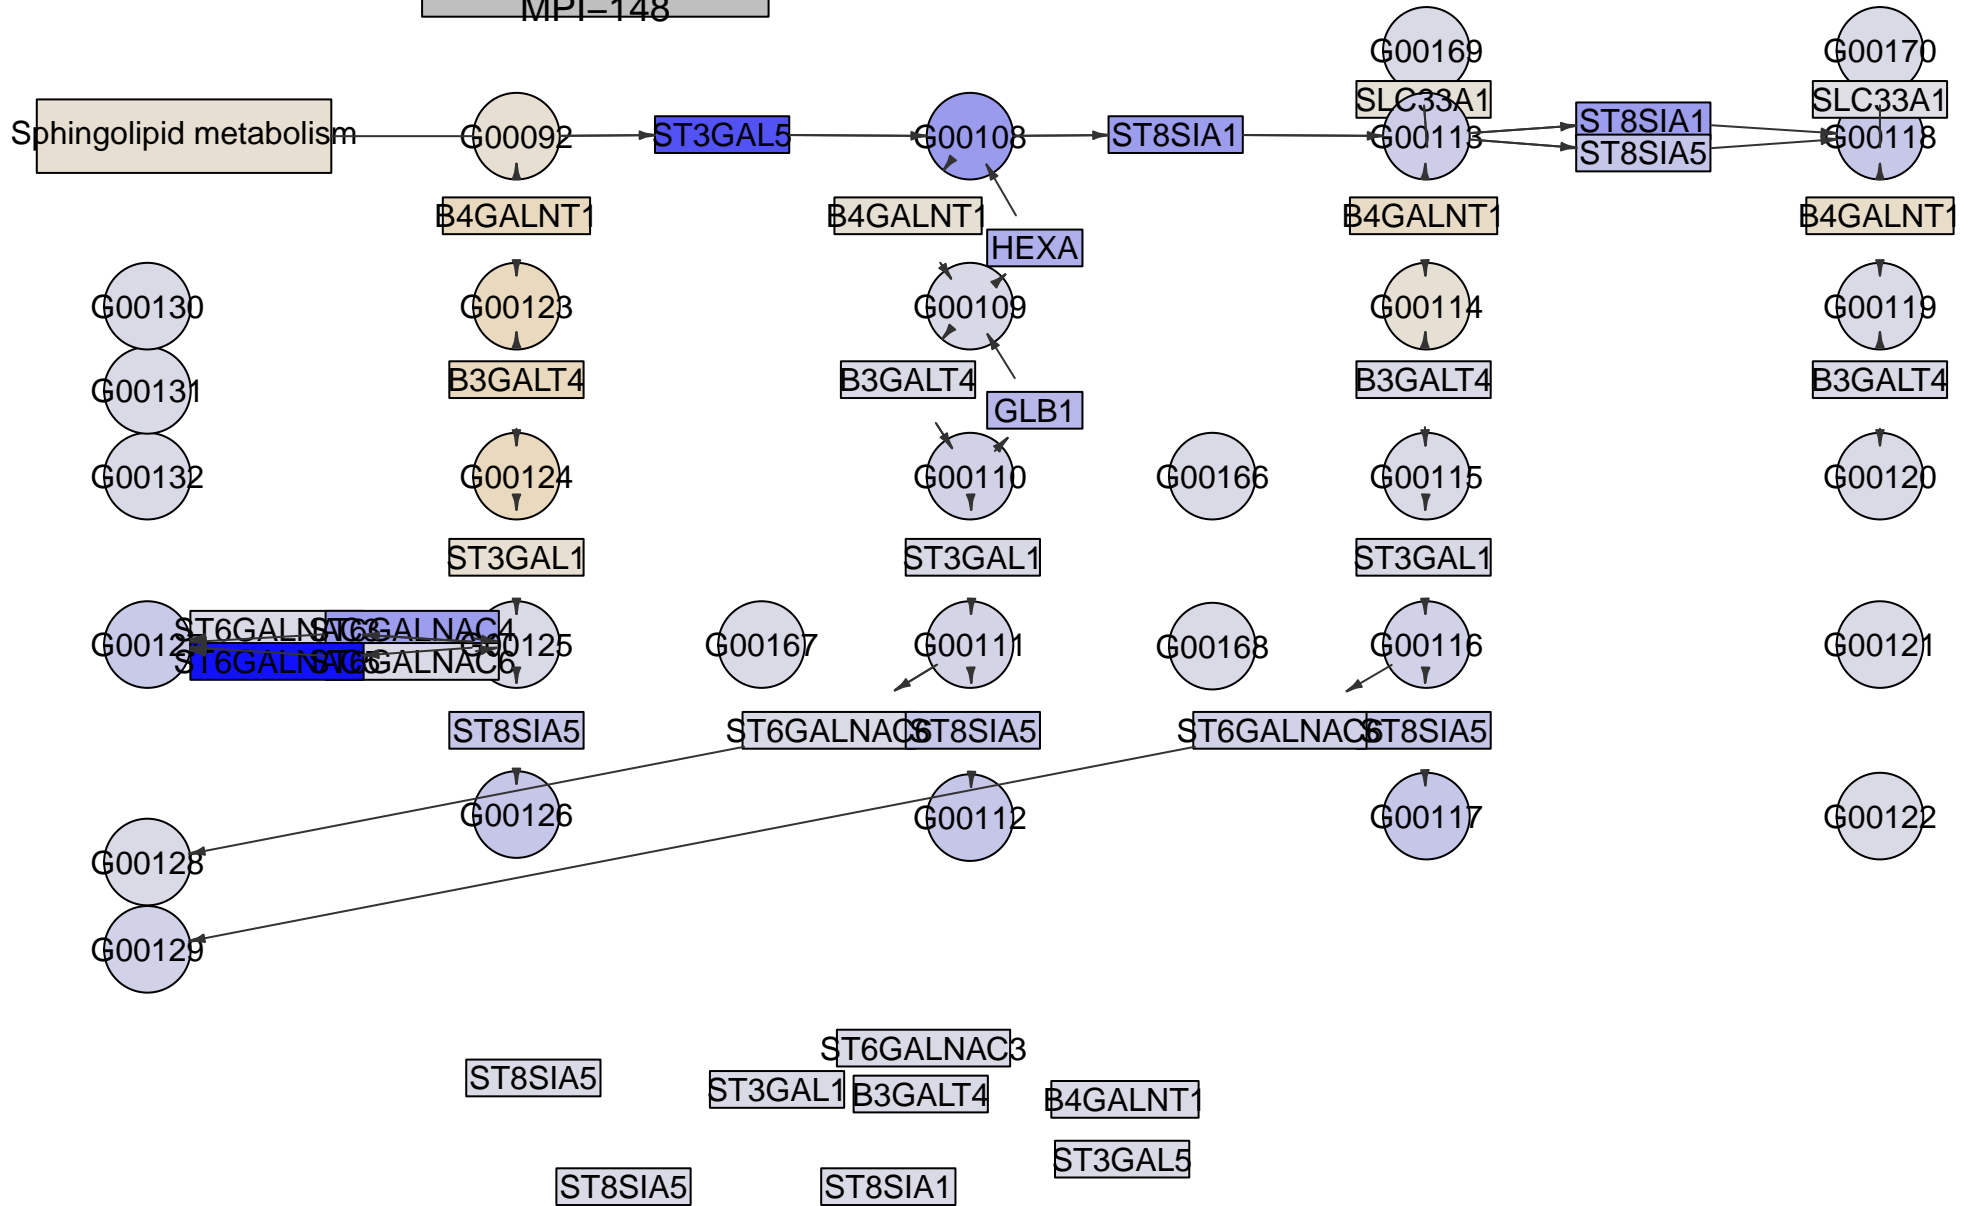 MPI−148
G00169
G00170
SLC33A1
SLC33A1
Sphingolipid metabolism
G00092
ST3GAL5
G00108
ST8SIA1
G00113
ST8SIA1
ST8SIA5
G00118
B4GALNT1
B4GALNT1
B4GALNT1
B4GALNT1
HEXA
G00130
G00123
G00109
G00114
G00119
G00131
B3GALT4
B3GALT4
B3GALT4
B3GALT4
GLB1
G00132
G00124
G00110
G00166
G00115
G00120
ST3GAL1
ST3GAL1
ST3GAL1
ST6GALNAC3
ST6GALNAC4
G00125
G00167
G00111
G00168
G00116
G00121
ST6GALNAC5
ST6GALNAC6
ST8SIA5
ST6GALNAC6
ST8SIA5
ST6GALNAC6
ST8SIA5
G00126
G00112
G00117
G00122
G00128
G00129
ST6GALNAC3
ST8SIA5
ST3GAL1
B3GALT4
B4GALNT1
ST3GAL5
ST8SIA5
ST8SIA1